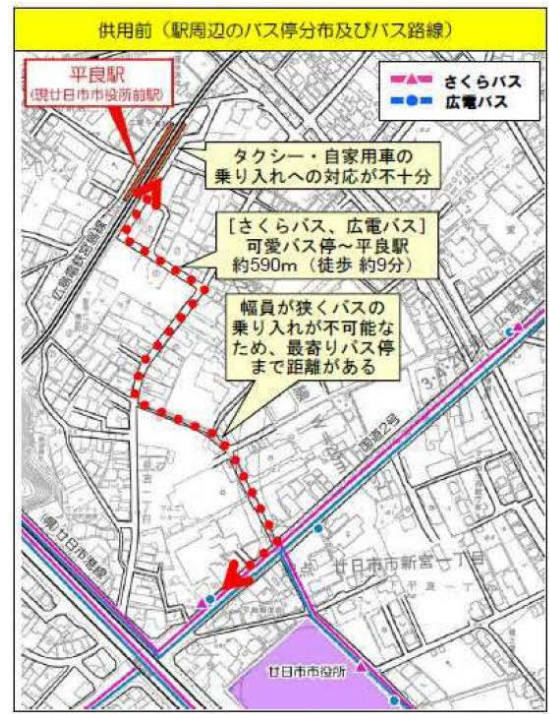 供用前（駅周辺のバス停分布及びバス路線）
平良駅
(現廿日市市役所前駅)
さくらバス
広電バス
タクシー・自家用車の
乗り入れへの対応が不十分
［さくらバス、広電バス］
可愛バス停～平良駅
約590m（徒歩 約9分）
幅員が狭くバスの
乗り入れが不可能な
ため、最寄りバス停
まで距離がある
国道2号
廿日市市新宮一丁目
廿日市市役所